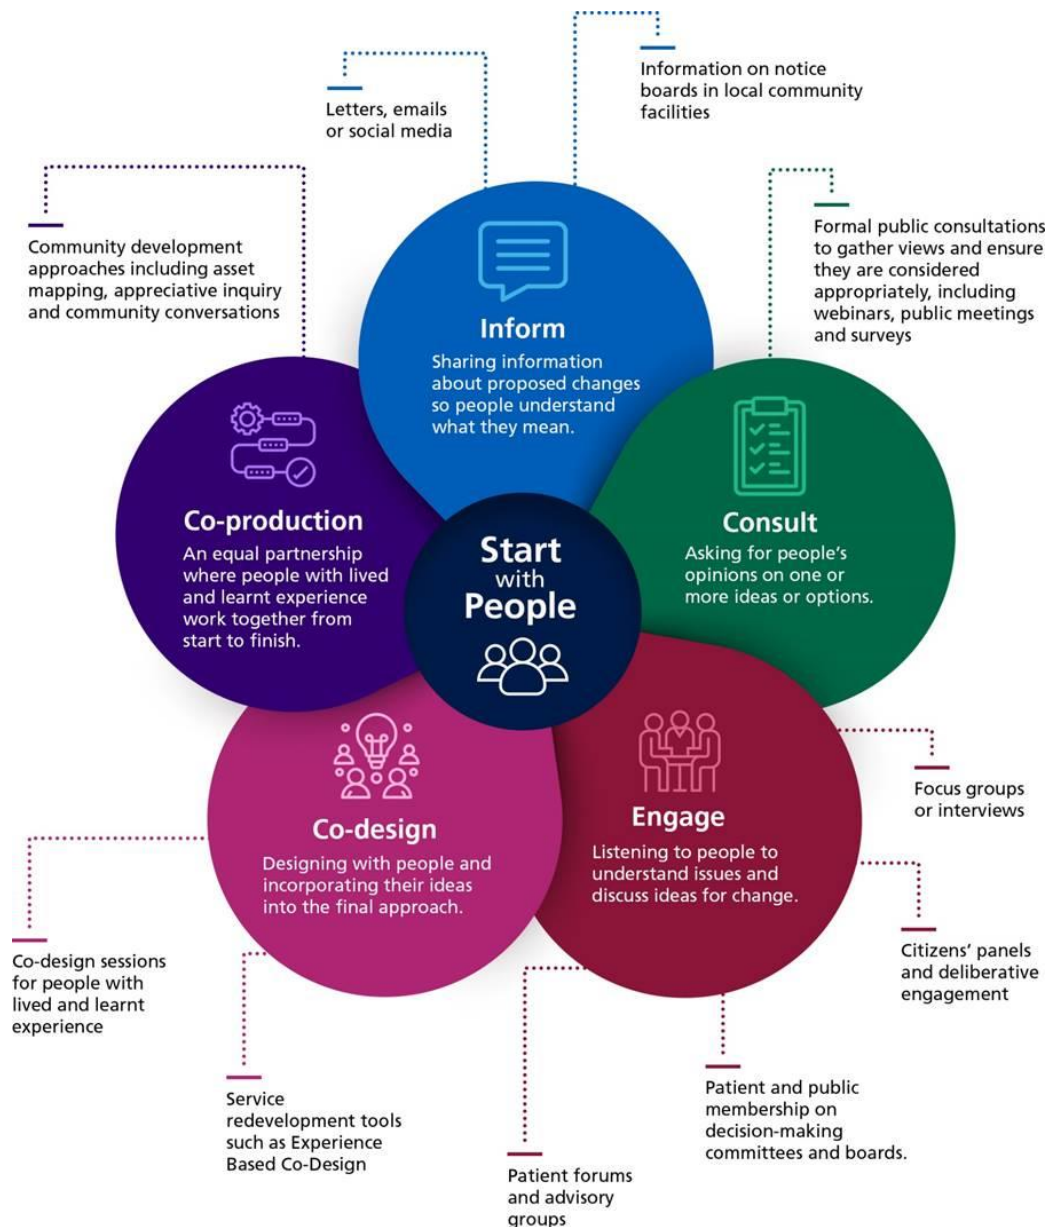 Information on notice
boards in local community
facilities
Letters, emails
or social media
Formal public consultations
to gather views and ensure
they are considered
appropriately, including
webinars, public meetings
and surveys
Community development
approaches including asset
mapping, appreciative inquiry
and community conversations
Inform
Sharing information
about proposed changes
so people understand
what they mean.
Consult
Asking for people’s
opinions on one or
more ideas or options.
Co-production
An equal partnership
where people with lived
and learnt experience
work together from
start to finish.
Start
with
People
Engage
Listening to people to
understand issues and
discuss ideas for change.
Co-design
Designing with people and
incorporating their ideas
into the final approach.
Focus groups
or interviews
Citizens’ panels
and deliberative
engagement
Patient and public
membership on
decision-making
committees and boards.
Patient forums
and advisory
groups
Service
redevelopment tools
such as Experience
Based Co-Design
Co-design sessions
for people with
lived and learnt
experience